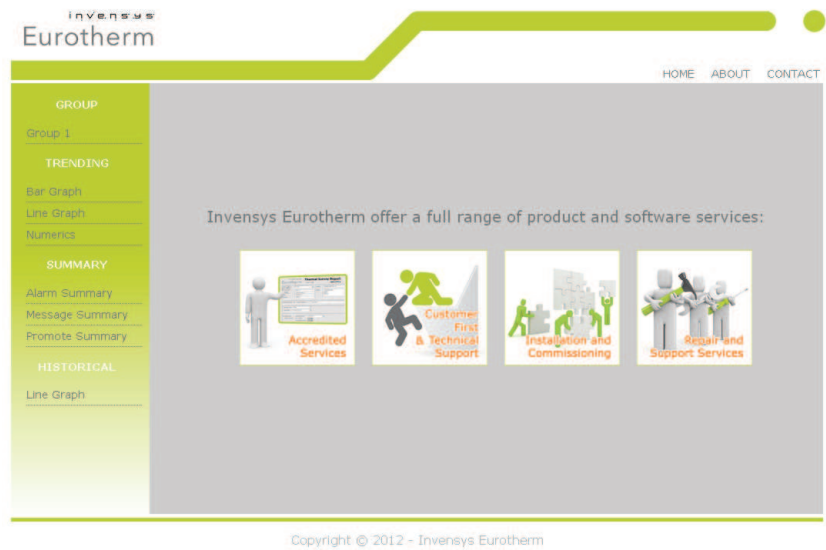 invensys
Eurotherm
HOME ABOUT CONTACT
GROUP
Group 1
TRENDING
Bar Graph
Line Graph
Numerics
SUMMARY
Alarm Summary
Message Summary
Promote Summary
HISTORICAL
Line Graph
Invensys Eurotherm offer a full range of product and software services:
Accredited
Services
Customer
First
& Technical
Support
Installation and
Commissioning
Repair and
Support Services
Copyright © 2012 - Invensys Eurotherm